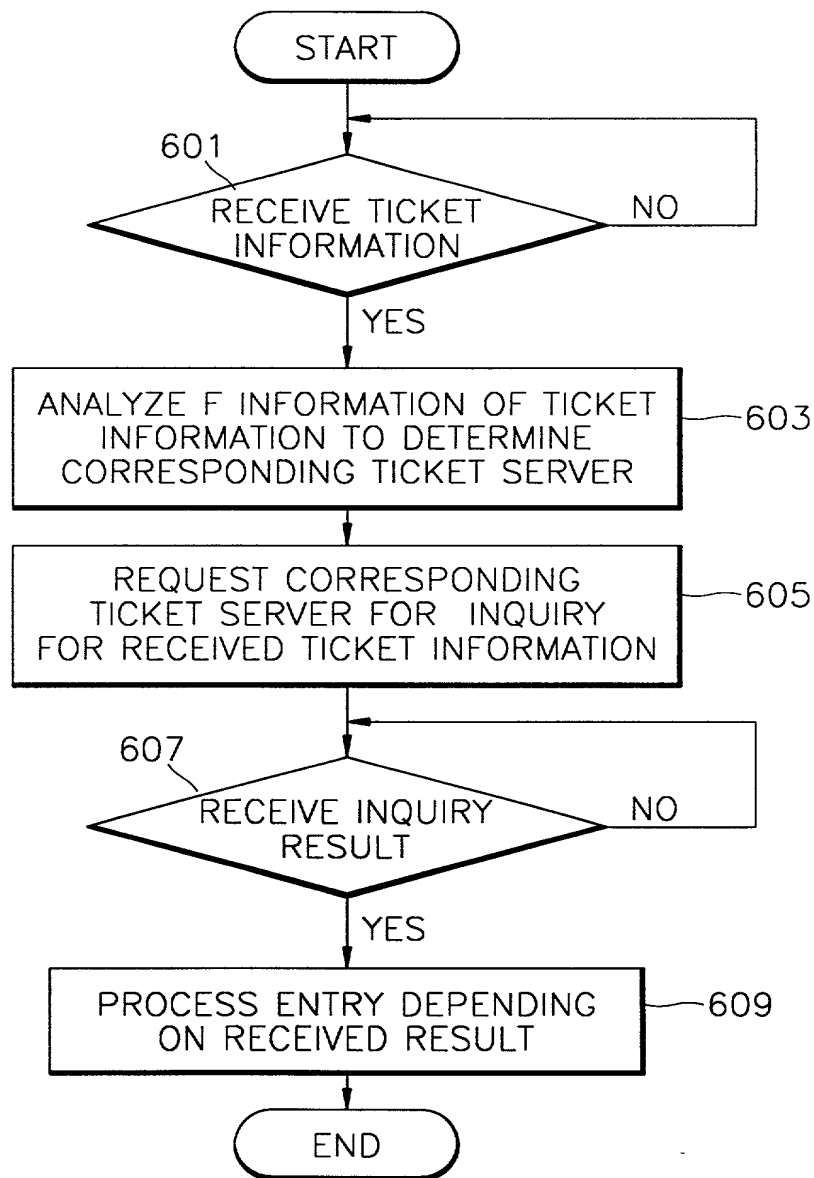 START
601
RECEIVE TICKET
INFORMATION
NO
YES
ANALYZE F INFORMATION OF TICKET
INFORMATION TO DETERMINE
CORRESPONDING TICKET SERVER
603
REQUEST CORRESPONDING
TICKET SERVER FOR INQUIRY
FOR RECEIVED TICKET INFORMATION
605
607
RECEIVE INQUIRY
RESULT
NO
YES
PROCESS ENTRY DEPENDING
ON RECEIVED RESULT
609
END